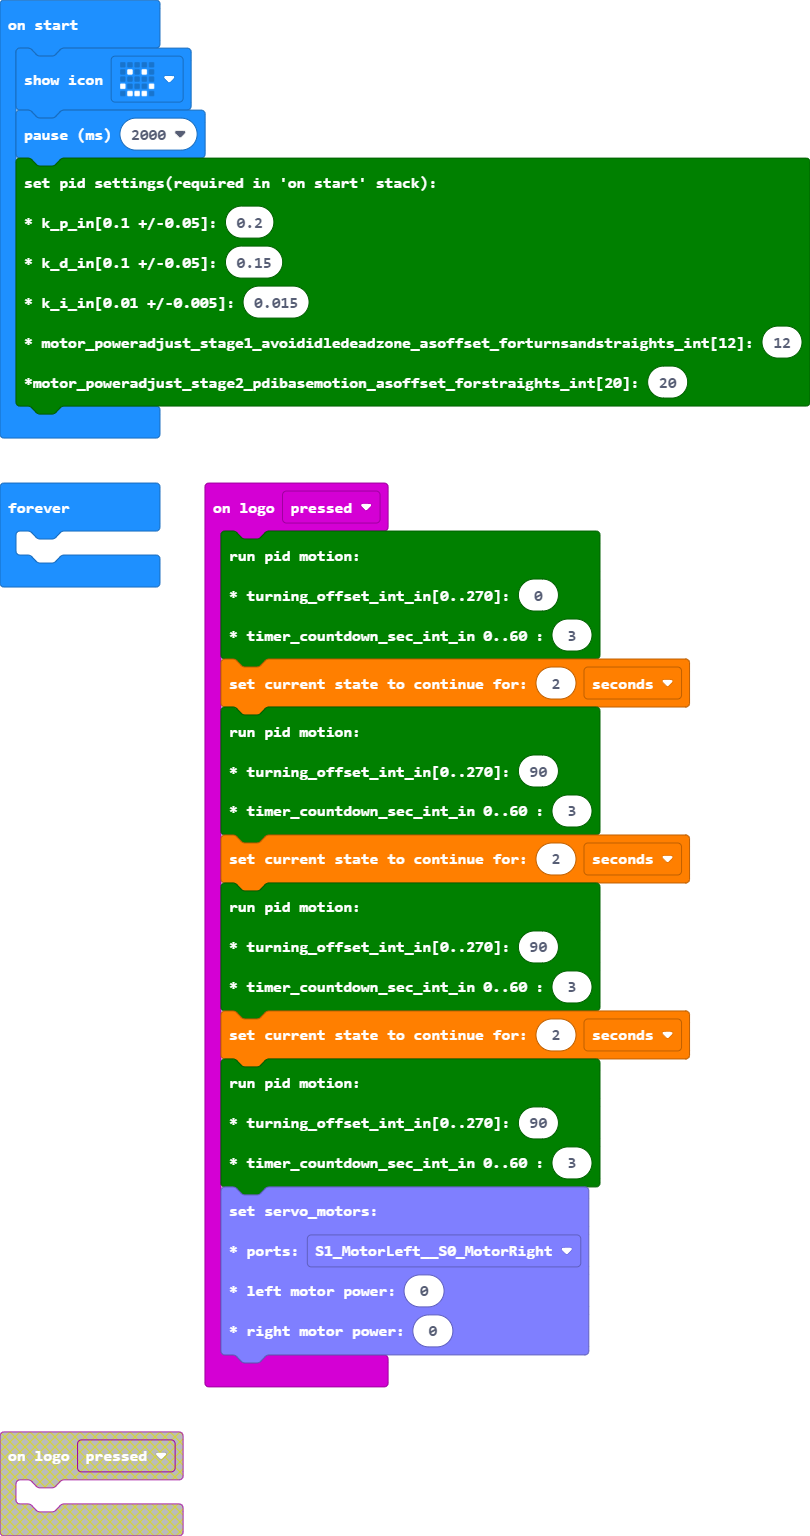 on start
show icon
pause (ms) 2000
set pid settings(required in 'on start' stack):
* k_p_in[0.1 +/-0.05]: 0.2
* k_d_in[0.1 +/-0.05]: 0.15
* k_i_in[0.01 +/-0.005]: 0.015
* motor_poweradjust_stage1_avoididledeadzone_asoffset_forturnsandstraights_int[12]: 12
*motor_poweradjust_stage2_pdibasemotion_asoffset_forstraights_int[20]: 20
forever
on logo pressed
run pid motion:
* turning_offset_int_in[0..270]: 0
* timer_countdown_sec_int_in 0..60 : 3
set current state to continue for: 2 seconds
run pid motion:
* turning_offset_int_in[0..270]: 90
* timer_countdown_sec_int_in 0..60 : 3
set current state to continue for: 2 seconds
run pid motion:
* turning_offset_int_in[0..270]: 90
* timer_countdown_sec_int_in 0..60 : 3
set current state to continue for: 2 seconds
run pid motion:
* turning_offset_int_in[0..270]: 90
* timer_countdown_sec_int_in 0..60 : 3
set servo_motors:
* ports: S1_MotorLeft__S0_MotorRight
* left motor power: 0
* right motor power: 0
on logo pressed